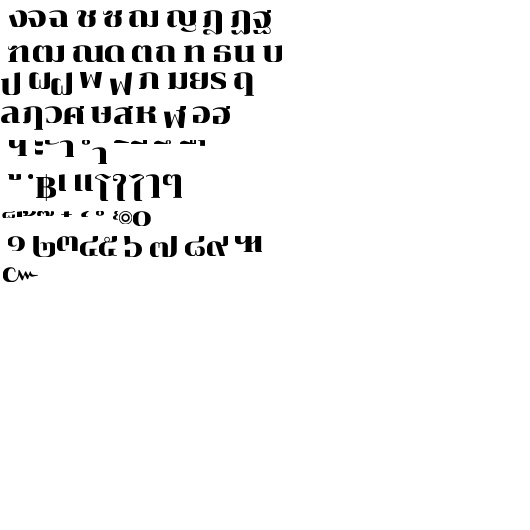 งจฉ ช ซ ฌ ญ ฎ ฏ ฐ
ฑ ฒ ณ ด ต ถ ท ธ น บ
ป ผ ฝ พ ฟ ภ ม ย ร ฤ
ล ฦ ว ศ ษ ส ห ฬ อ ฮ
ฯ ะ ั า ำ ิ ี ึ ื
ุ ู ฿ เ แ โ ใ ไ ๅ ๆ
็ ่ ้ ๊ ๋ ์ ํ ๎ ๏ ๐
๑ ๒ ๓ ๔ ๕ ๖ ๗ ๘ ๙ ๚
๛